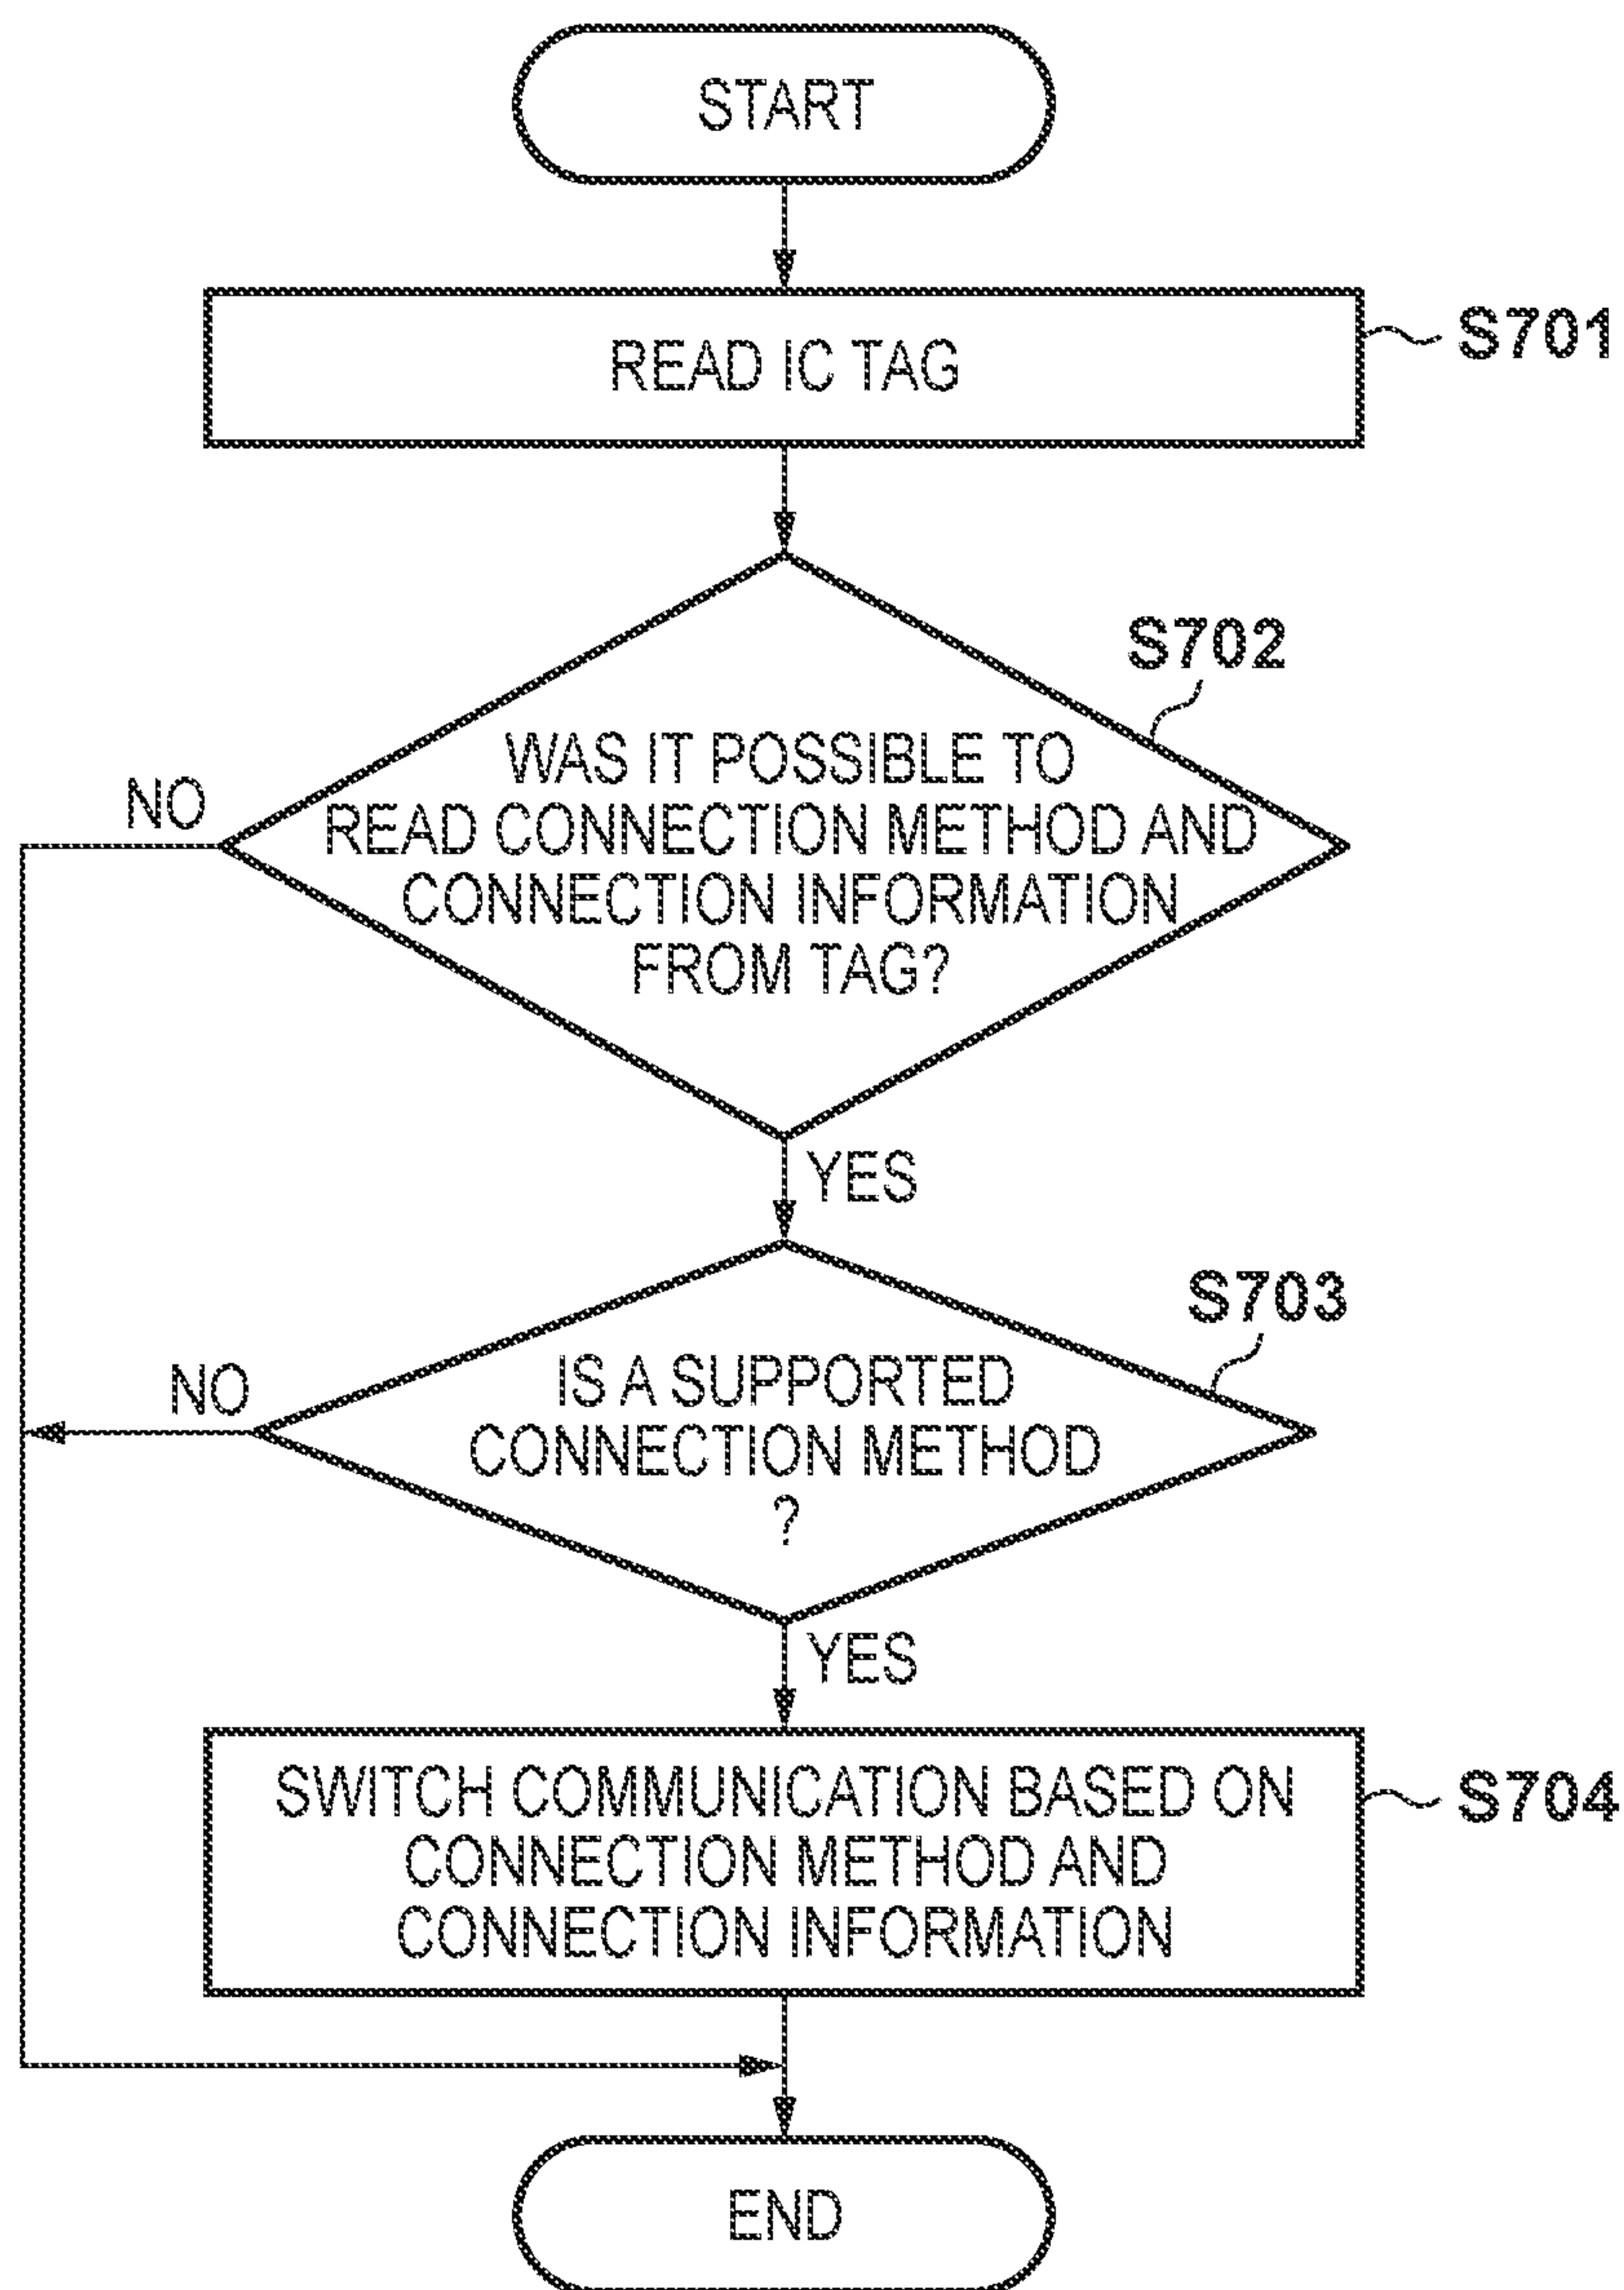 START
READ IC TAG
S701
S702
WAS IT POSSIBLE TO
READ CONNECTION METHOD AND
CONNECTION INFORMATION
FROM TAG?
NO
YES
S703
IS A SUPPORTED
CONNECTION METHOD
?
NO
YES
SWITCH COMMUNICATION BASED ON
CONNECTION METHOD AND
CONNECTION INFORMATION
S704
END